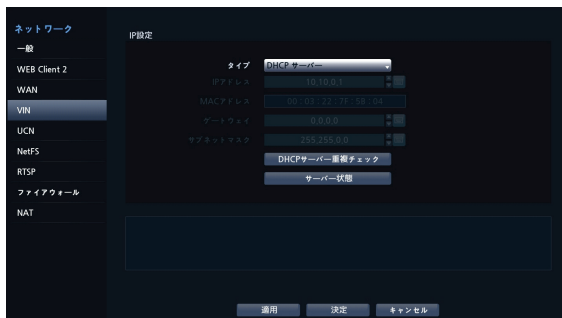 ネットワーク
一般
WEB Client 2
WAN
VIN
UCN
NetFS
RTSP
ファイアウォール
NAT
IP設定
タイプ DHCP サーバー
IPアドレス 10.10.0.1
MACアドレス 00 : 03 : 22 : 7F : 58 : 04
ゲートウェイ 0.0.0.0
サブネットマスク 255.255.0.0
DHCPサーバー重複チェック
サーバー状態
適用 決定 キャンセル